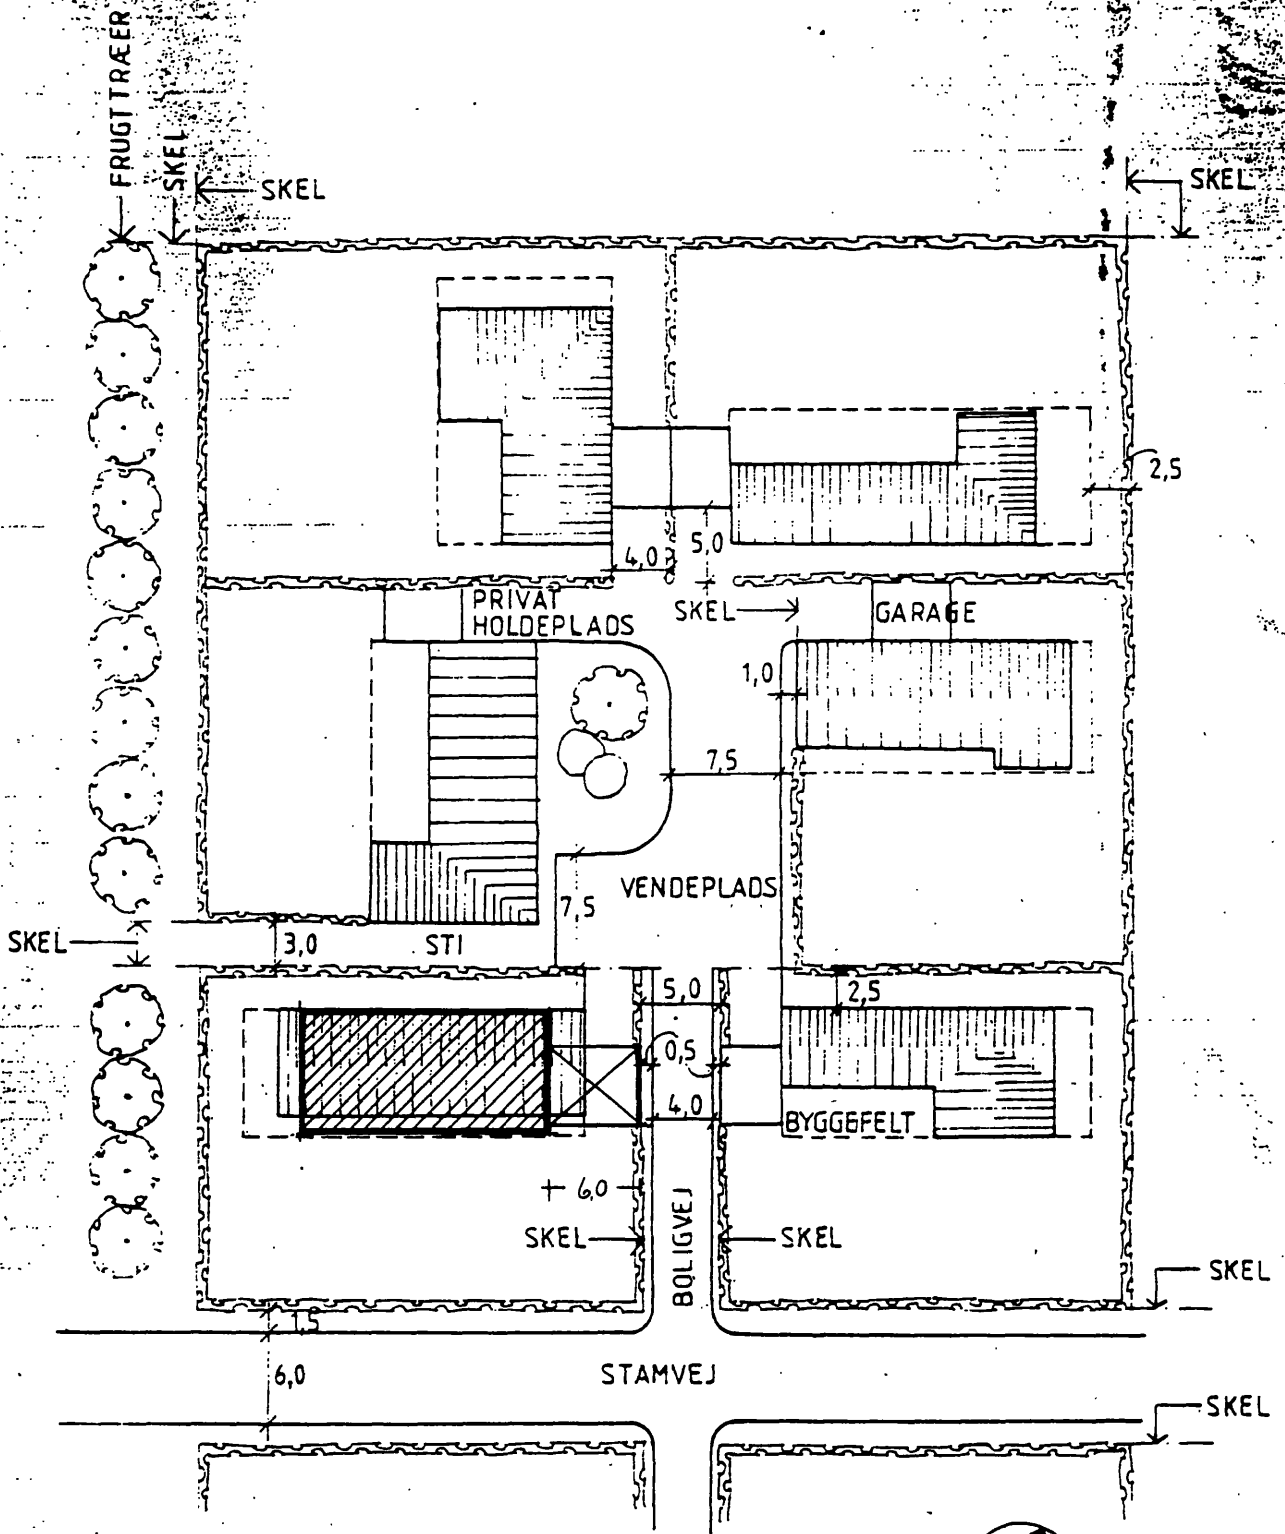 FRUGTTRÆER
SKEL
SKEL
SKEL
2,5
4,0
5,0
PRIVAT
HOLDEPLADS
SKEL
GARAGE
1,0
7,5
VENDEPLADS
7,5
SKEL
3,0
STI
5,0
2,5
0,5
4,0
BYGGEFELT
6,0
BOLIGVEJ
SKEL
SKEL
SKEL
1,5
6,0
STAMVEJ
SKEL